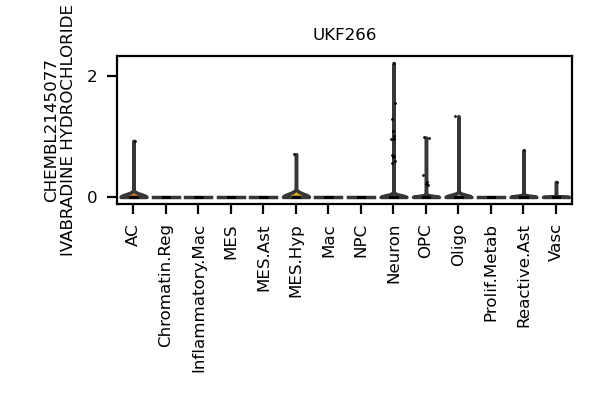 UKF266
CHEMBL2145077
IVABRADINE HYDROCHLORIDE
2
0
AC
Chromatin.Reg
Inflammatory.Mac
MES
MES.Ast
MES.Hyp
Mac
NPC
Neuron
OPC
Oligo
Prolif.Metab
Reactive.Ast
Vasc